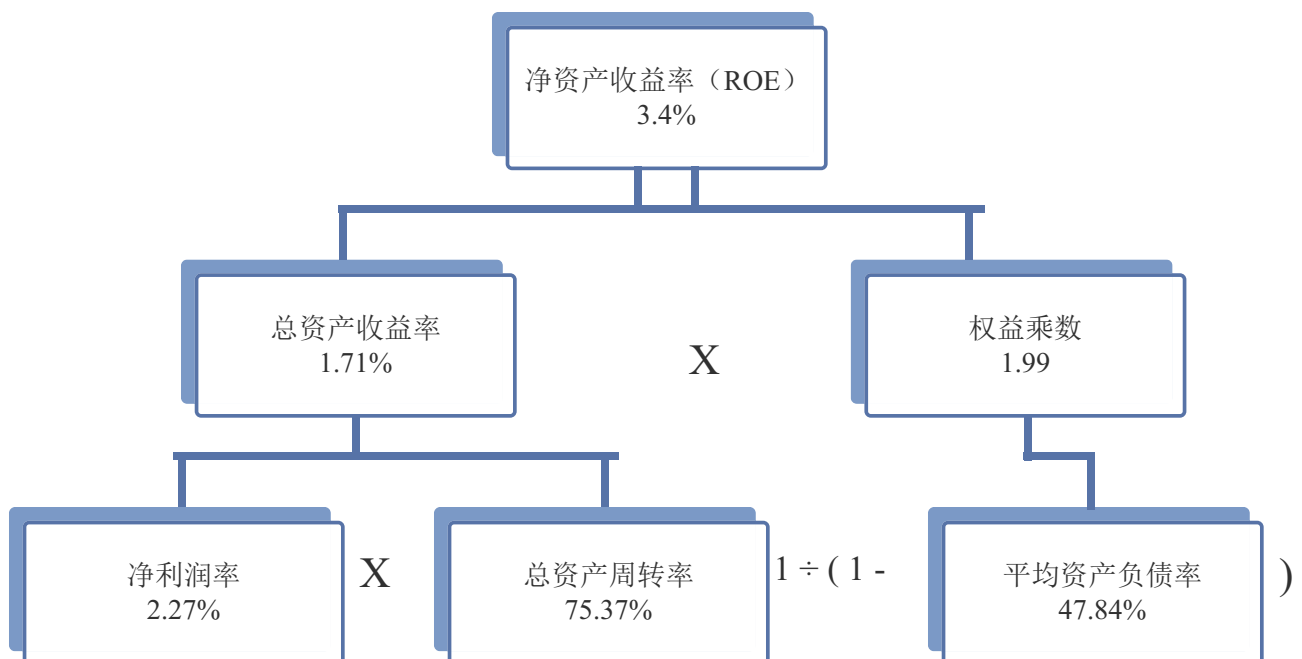 净资产收益率（ROE）
3.4%
总资产收益率
1.71%
X
权益乘数
1.99
净利润率
2.27%
X
总资产周转率
75.37%
1 ÷ ( 1 -
平均资产负债率
47.84%
)